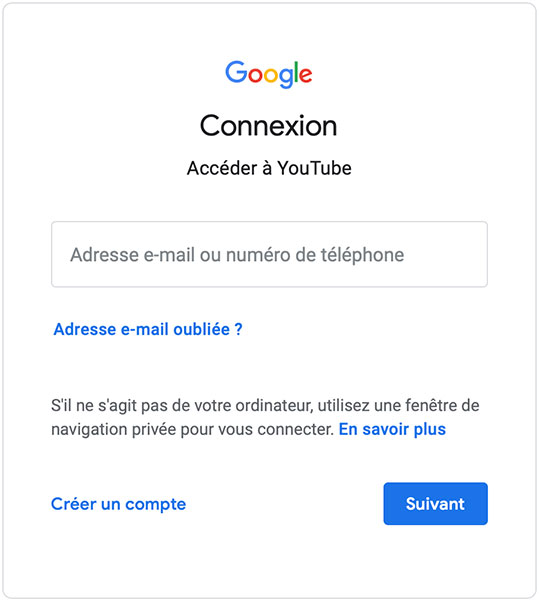 Google
Connexion
Accéder à YouTube
Adresse e-mail ou numéro de téléphone
Adresse e-mail oubliée ?
S'il ne s'agit pas de votre ordinateur, utilisez une fenêtre de
navigation privée pour vous connecter. En savoir plus
Créer un compte
Suivant